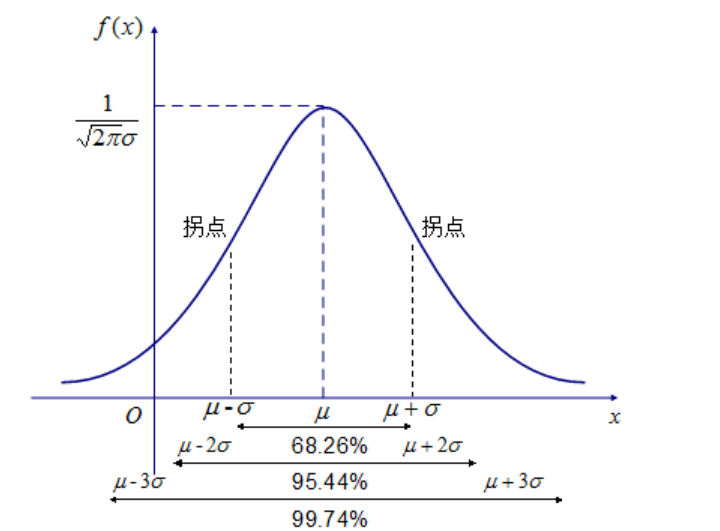 f(x)
1
√2πσ
拐点 拐点
O μ-σ μ μ+σ x
μ-2σ 68.26% μ+2σ
μ-3σ 95.44% μ+3σ
99.74%